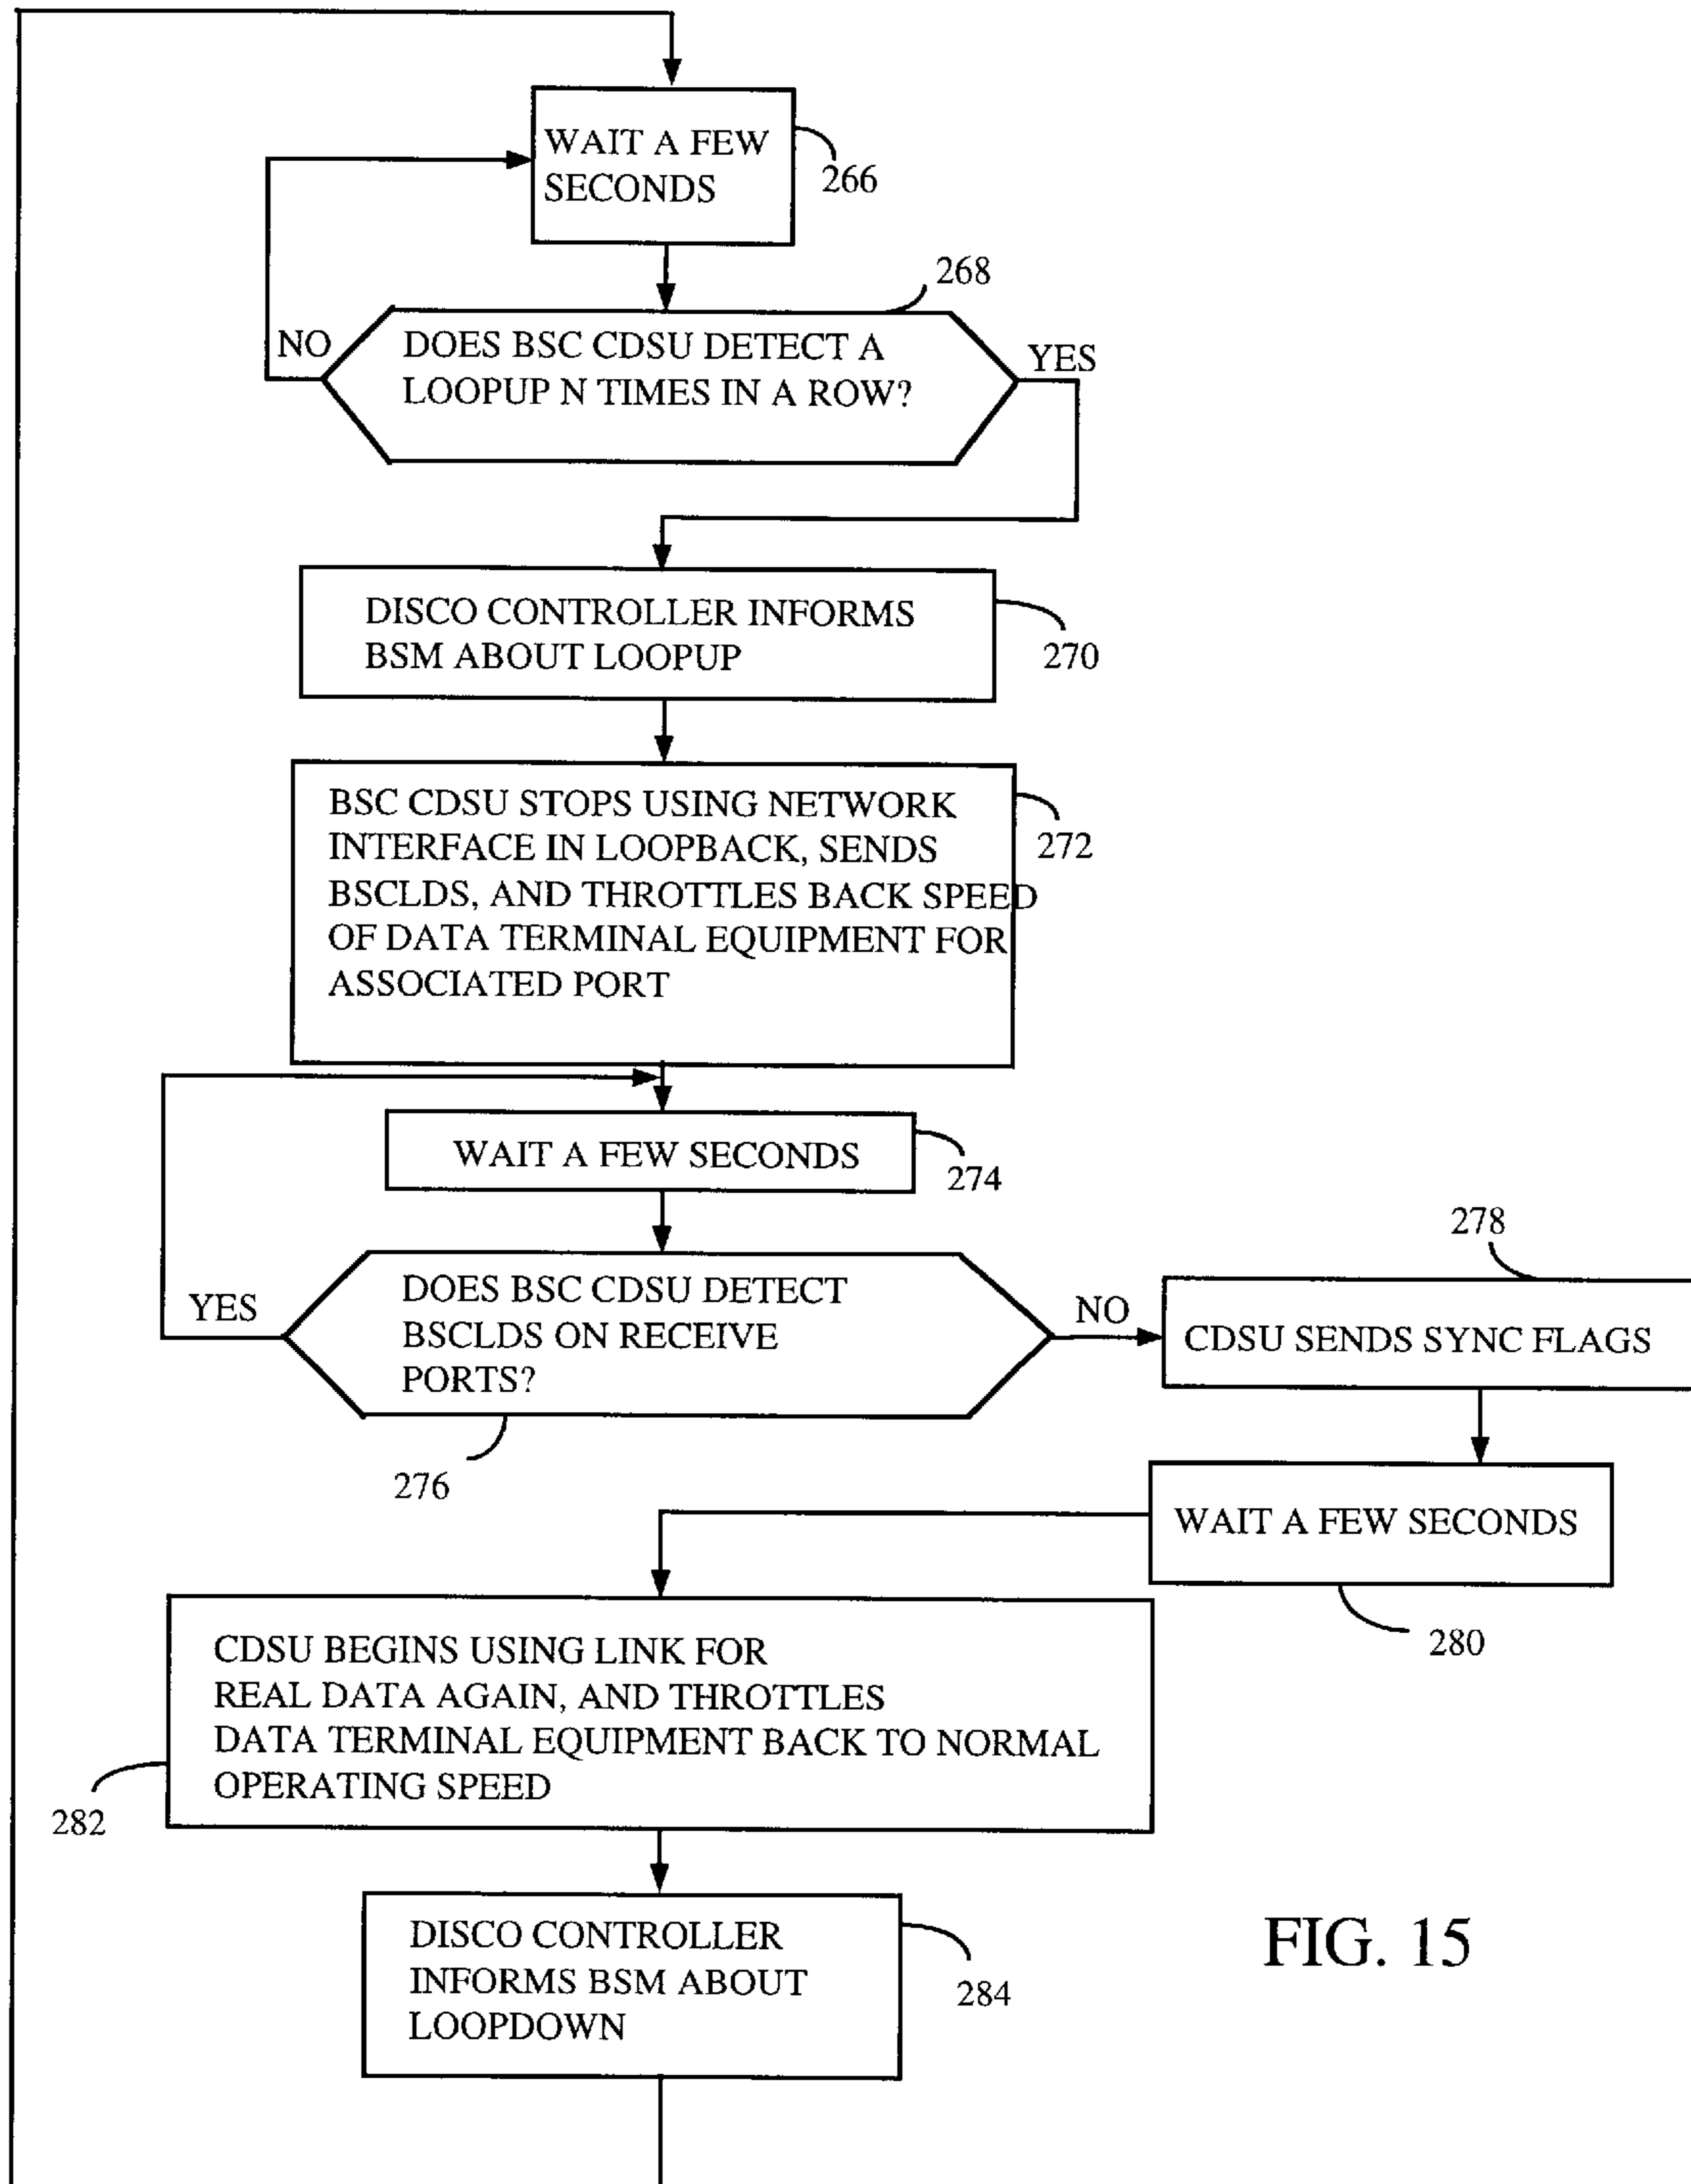 WAIT A FEW
SECONDS
266
268
NO
DOES BSC CDSU DETECT A
LOOPUP N TIMES IN A ROW?
YES
DISCO CONTROLLER INFORMS
BSM ABOUT LOOPUP
270
BSC CDSU STOPS USING NETWORK
INTERFACE IN LOOPBACK, SENDS
BSCLDS, AND THROTTLES BACK SPEED
OF DATA TERMINAL EQUIPMENT FOR
ASSOCIATED PORT
272
WAIT A FEW SECONDS
274
YES
DOES BSC CDSU DETECT
BSCLDS ON RECEIVE
PORTS?
276
NO
278
CDSU SENDS SYNC FLAGS
WAIT A FEW SECONDS
280
CDSU BEGINS USING LINK FOR
REAL DATA AGAIN, AND THROTTLES
DATA TERMINAL EQUIPMENT BACK TO NORMAL
OPERATING SPEED
282
DISCO CONTROLLER
INFORMS BSM ABOUT
LOOPDOWN
284
FIG. 15